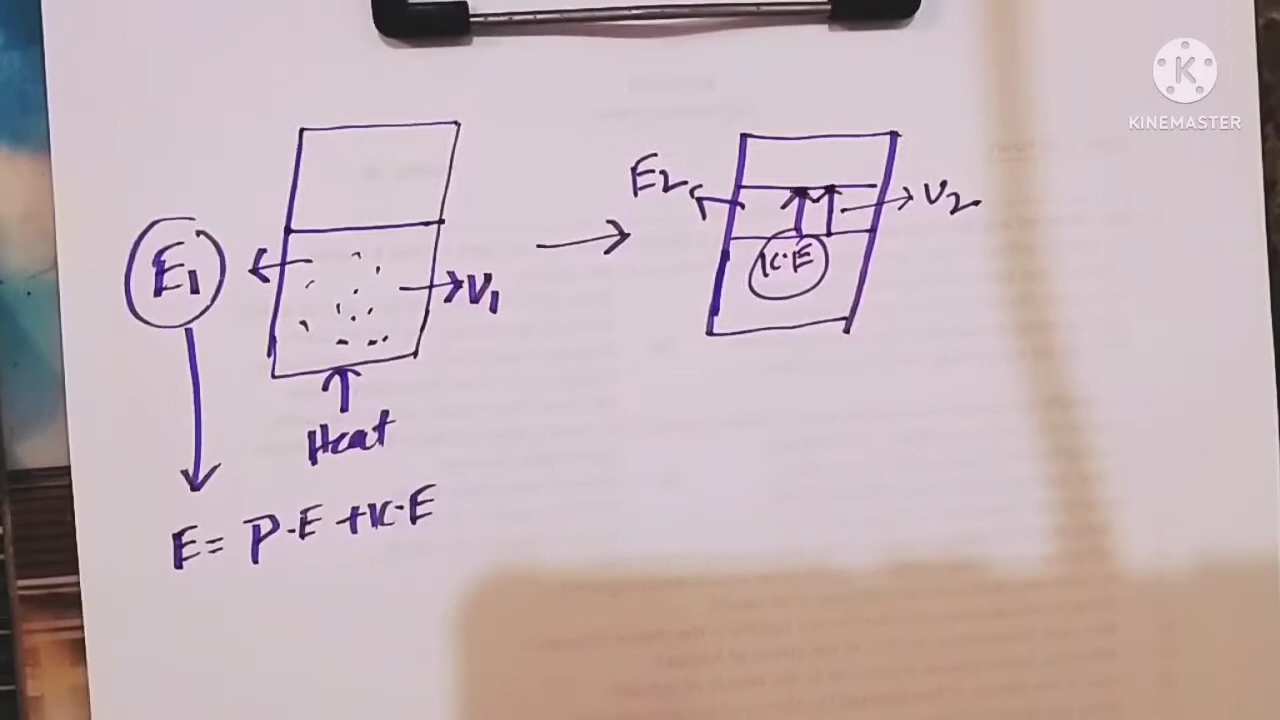 E₁
V₁
Heat
E= P.E +K.E
E₂
V₂
K.E
KINEMASTER